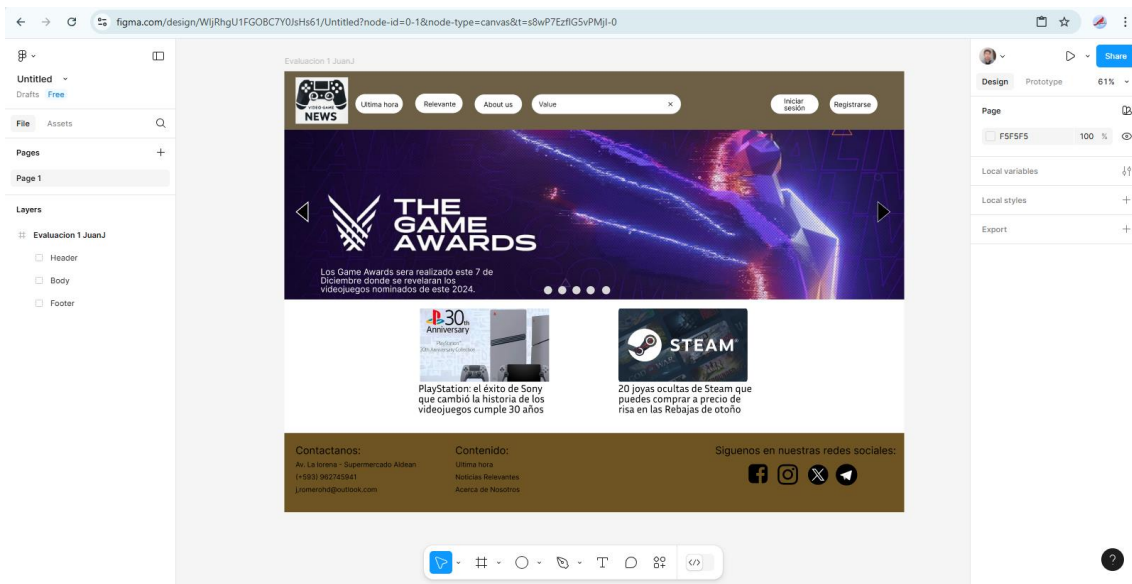 figma.com/design/WIjRhgU1FGOBC7Y0JsHs61/Untitled?node-id=0-1&node-type=canvas&t=s8wP7EzfIG5vPMjI-0
Untitled
Drafts Free
File Assets
Pages
Page 1
Layers
Evaluacion 1 JuanJ
Header
Body
Footer
Evaluacion 1 JuanJ
VIDEO GAME
NEWS
Ultima hora
Relevante
About us
Value
Iniciar
sesión
Registrarse
THE
GAME
AWARDS
Los Game Awards sera realizado este 7 de
Diciembre donde se revelaran los
videojuegos nominados de este 2024.
30th
Anniversary
PlayStation
30th Anniversary Collection
PlayStation: el éxito de Sony
que cambió la historia de los
videojuegos cumple 30 años
STEAM
20 joyas ocultas de Steam que
puedes comprar a precio de
risa en las Rebajas de otoño
Contactanos:
Av. La lorena - Supermercado Aldean
(+593) 962745941
j.romerohd@outlook.com
Contenido:
Ultima hora
Noticias Relevantes
Acerca de Nosotros
Siguenos en nuestras redes sociales:
Share
Design Prototype 61%
Page
F5F5F5 100 %
Local variables
Local styles
Export